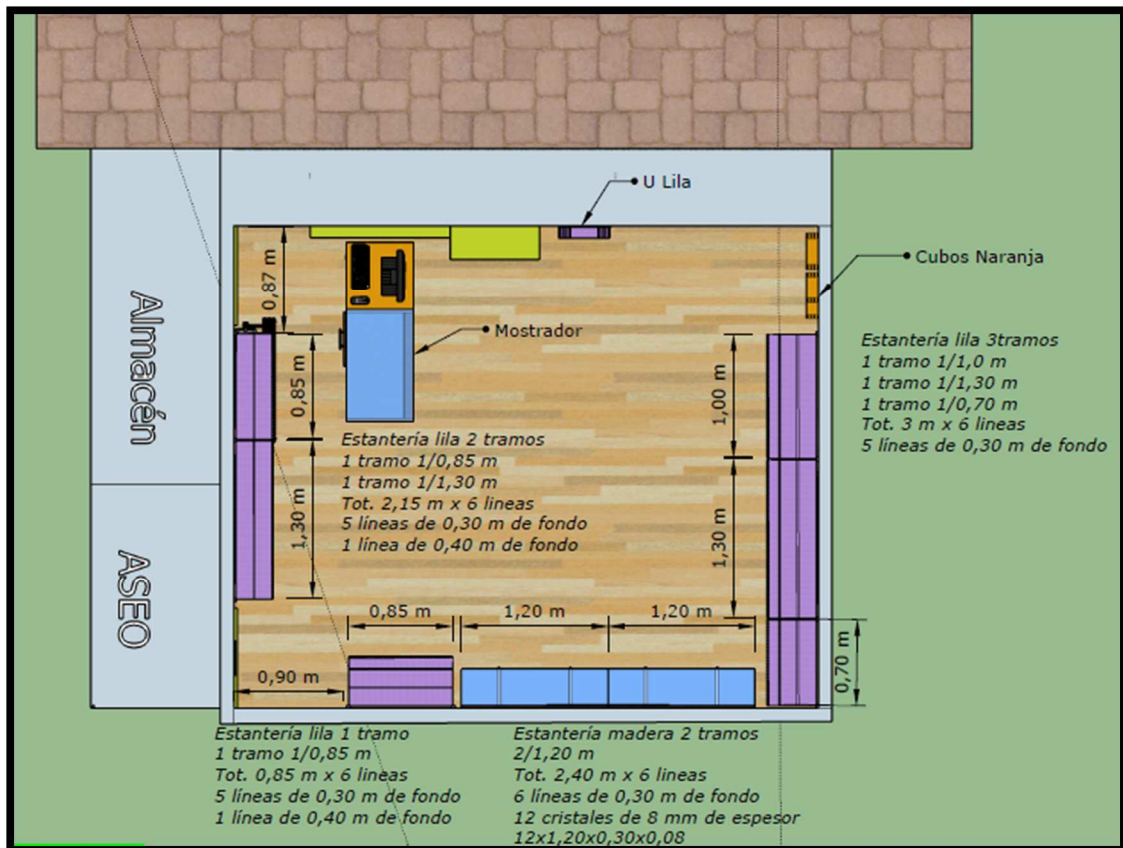 U Lila
Cubos Naranja
0,87 m
Almacén
Mostrador
Estantería lila 3tramos
1 tramo 1/1,0 m
1 tramo 1/1,30 m
1 tramo 1/0,70 m
Tot. 3 m x 6 lineas
5 líneas de 0,30 m de fondo
0,85 m
1,00 m
Estantería lila 2 tramos
1 tramo 1/0,85 m
1 tramo 1/1,30 m
Tot. 2,15 m x 6 lineas
5 líneas de 0,30 m de fondo
1 línea de 0,40 m de fondo
1,30 m
1,30 m
ASEO
0,85 m
1,20 m
1,20 m
0,90 m
0,70 m
Estantería lila 1 tramo
1 tramo 1/0,85 m
Tot. 0,85 m x 6 lineas
5 líneas de 0,30 m de fondo
1 línea de 0,40 m de fondo
Estantería madera 2 tramos
2/1,20 m
Tot. 2,40 m x 6 lineas
6 líneas de 0,30 m de fondo
12 cristales de 8 mm de espesor
12x1,20x0,30x0,08